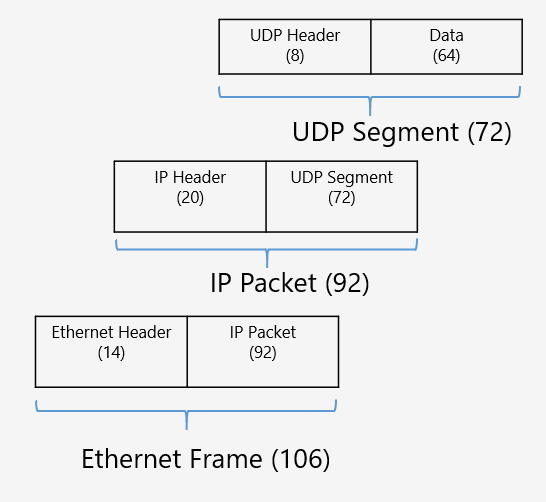 UDP Header
(8)
Data
(64)
UDP Segment (72)
IP Header
(20)
UDP Segment
(72)
IP Packet (92)
Ethernet Header
(14)
IP Packet
(92)
Ethernet Frame (106)